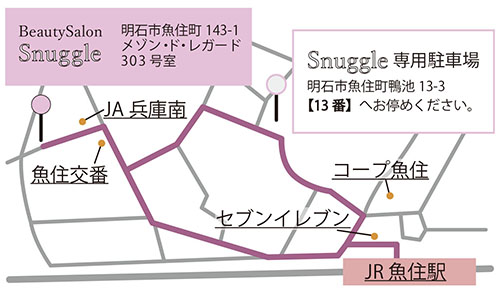 BeautySalon
Snuggle
明石市魚住町 143-1
メゾン・ド・レガード
303 号室
Snuggle 専用駐車場
明石市魚住町鴨池 13-3
【13 番】へお停めください。
JA 兵庫南
魚住交番
コープ魚住
セブンイレブン
JR 魚住駅